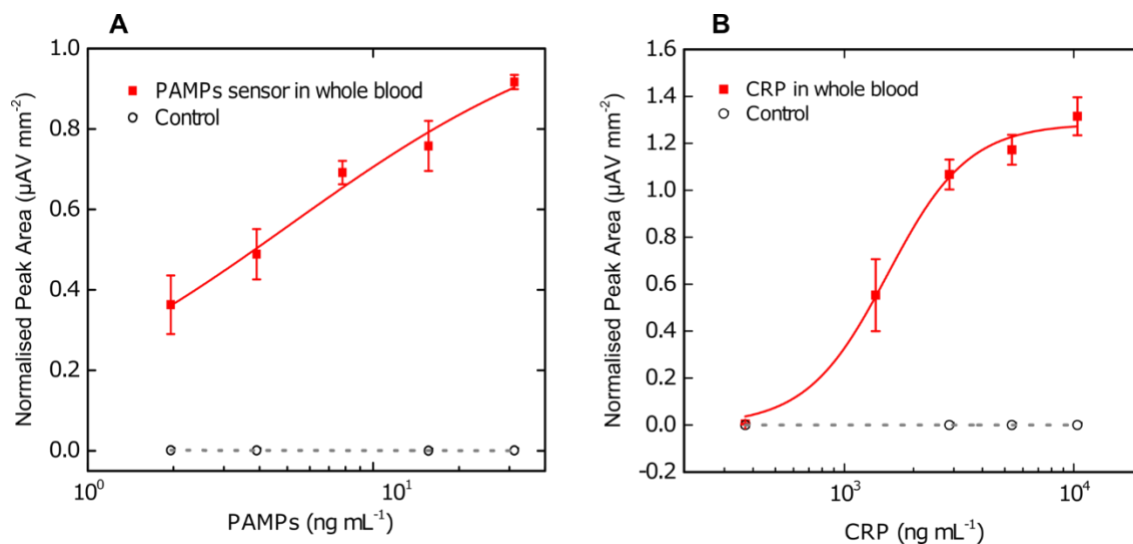 A
Normalised Peak Area (µAV mm⁻²)
1.0
0.8
0.6
0.4
0.2
0.0
PAMPs sensor in whole blood
Control
10⁰
10¹
PAMPs (ng mL⁻¹)
B
Normalised Peak Area (µAV mm⁻²)
1.6
1.4
1.2
1.0
0.8
0.6
0.4
0.2
0.0
-0.2
CRP in whole blood
Control
10³
10⁴
CRP (ng mL⁻¹)